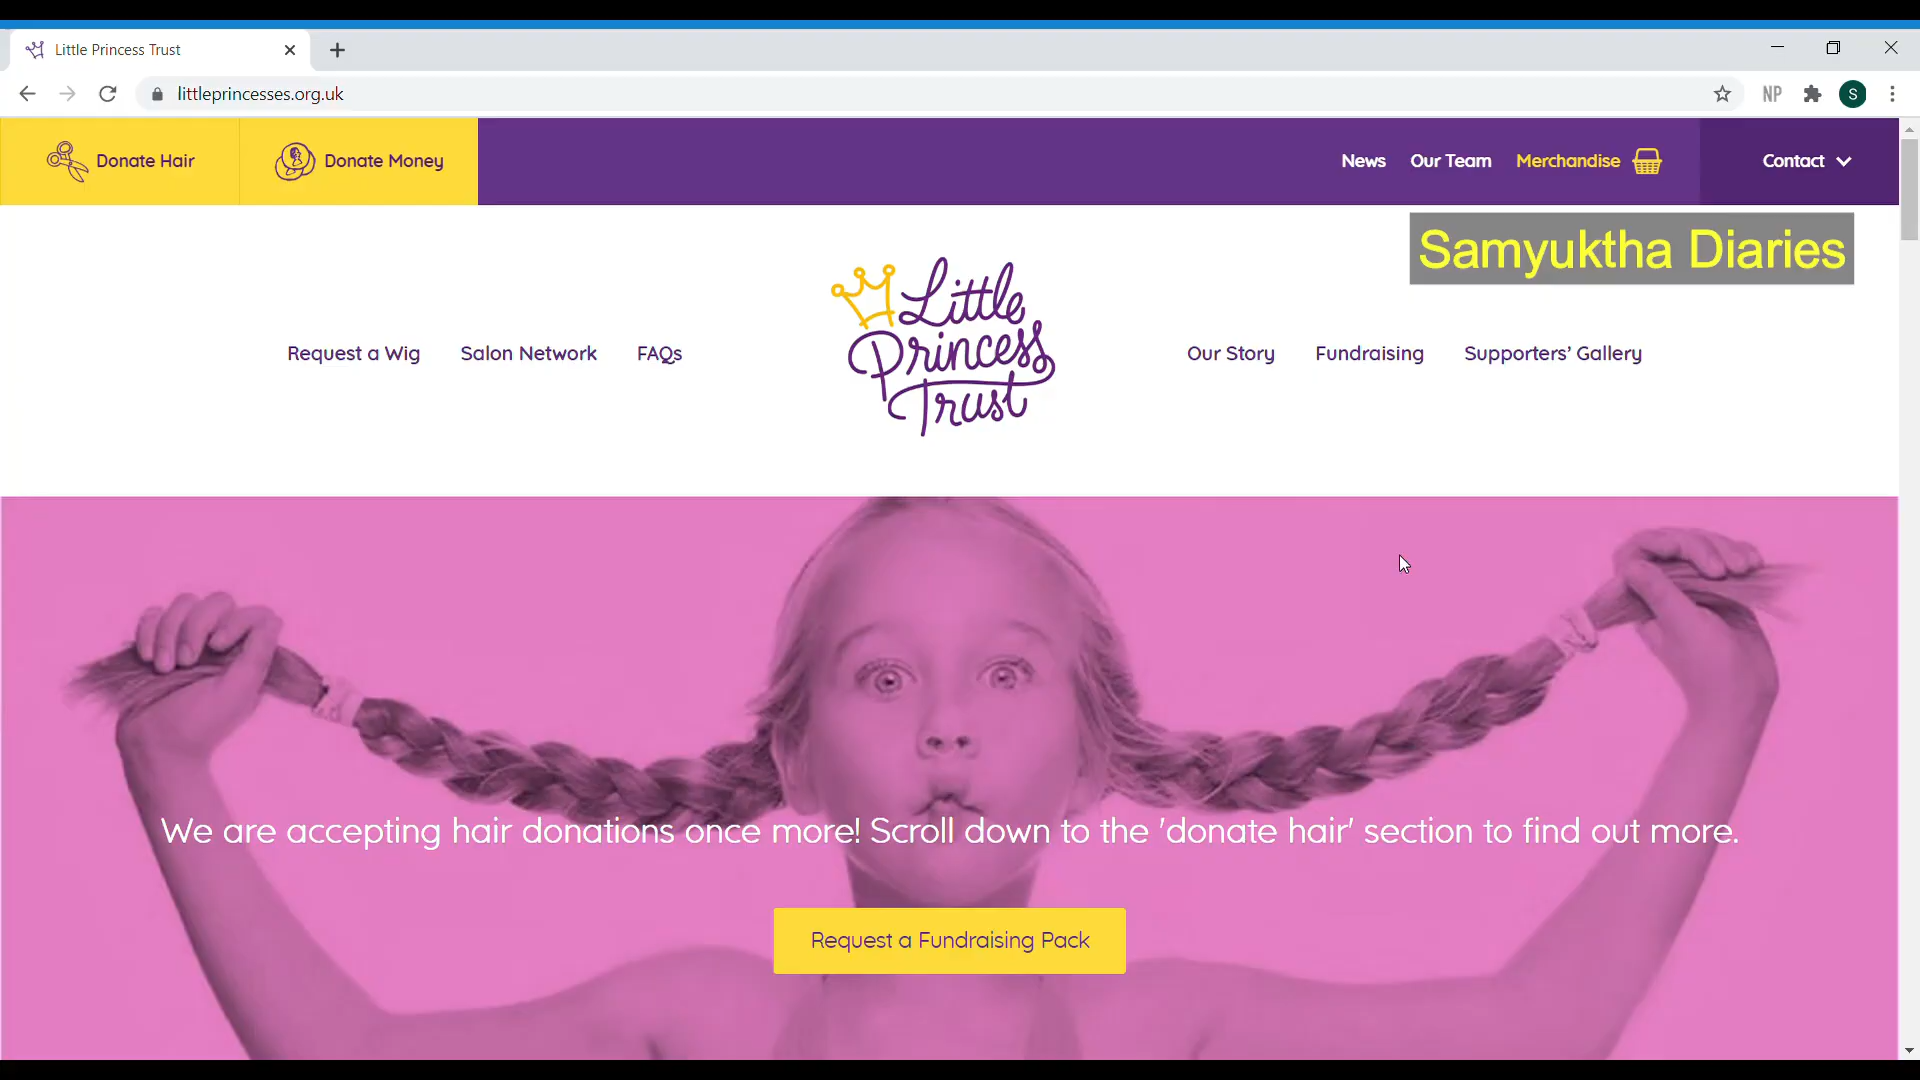 Little Princess Trust
littleprincesses.org.uk
NP
S
Donate Hair
Donate Money
News
Our Team
Merchandise
Contact
Samyuktha Diaries
Request a Wig
Salon Network
FAQs
Little
Princess
Trust
Our Story
Fundraising
Supporters’ Gallery
We are accepting hair donations once more! Scroll down to the 'donate hair' section to find out more.
Request a Fundraising Pack